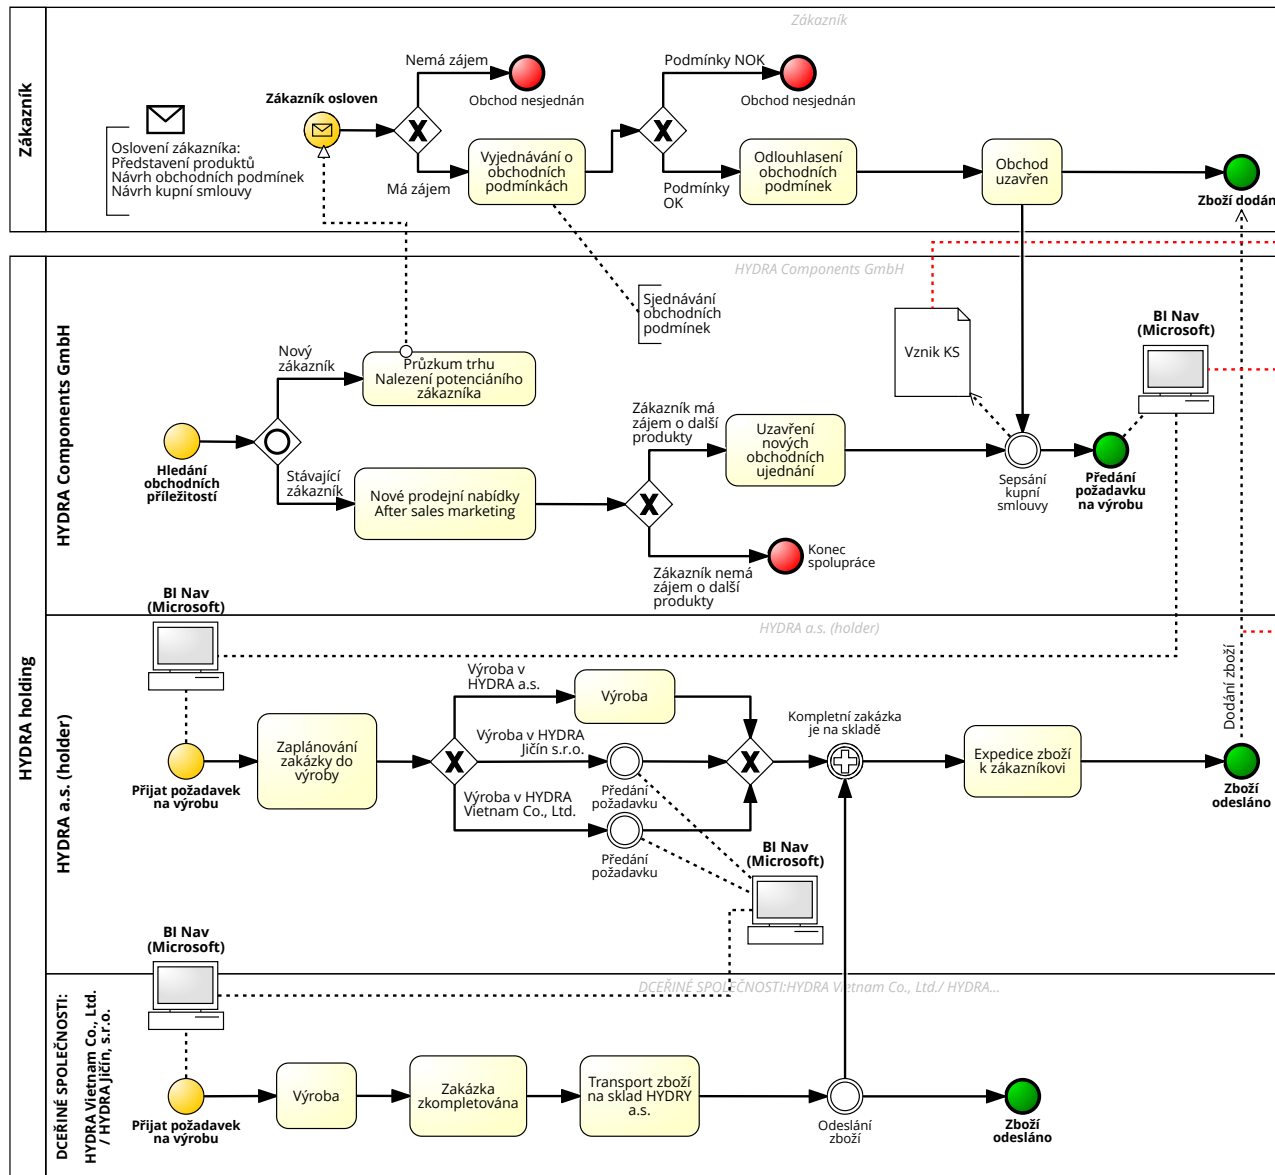 Zákazník
Zákazník
Nemá zájem
Obchod nesjednán
Podmínky NOK
Obchod nesjednán
Zákazník osloven
Oslovení zákazníka:
Představení produktů
Návrh obchodních podmínek
Návrh kupní smlouvy
Má zájem
Vyjednávání o
obchodních
podmínkách
Podmínky
OK
Odlouhlasení
obchodních
podmínek
Obchod
uzavřen
Zboží dodán
HYDRA holding
HYDRA Components GmbH
HYDRA Components GmbH
Sjednávání
obchodních
podmínek
Vznik KS
BI Nav
(Microsoft)
Nový
zákazník
Průzkum trhu
Nalezení potenciáního
zákazníka
Hledání
obchodních
příležitostí
Stávající
zákazník
Nové prodejní nabídky
After sales marketing
Zákazník má
zájem o další
produkty
Uzavření
nových
obchodních
ujednání
Sepsání
kupní
smlouvy
Předání
požadavku
na výrobu
Konec
spolupráce
Zákazník nemá
zájem o další
produkty
HYDRA a.s. (holder)
HYDRA a.s. (holder)
BI Nav
(Microsoft)
Přijat požadavek
na výrobu
Zaplánování
zakázky do
výroby
Výroba v
HYDRA a.s.
Výroba
Výroba v HYDRA
Jičín s.r.o.
Předání
požadavku
Výroba v HYDRA
Vietnam Co., Ltd.
Předání
požadavku
BI Nav
(Microsoft)
Kompletní zakázka
je na skladě
Expedice zboží
k zákazníkovi
Dodání zboží
Zboží
odesláno
DCEŘINÉ SPOLEČNOSTI:
HYDRA Vietnam Co., Ltd.
/ HYDRA Jičín, s.r.o.
DCEŘINÉ SPOLEČNOSTI:HYDRA Vietnam Co., Ltd./ HYDRA...
BI Nav
(Microsoft)
Přijat požadavek
na výrobu
Výroba
Zakázka
zkompletována
Transport zboží
na sklad HYDRY
a.s.
Odeslání
zboží
Zboží
odesláno